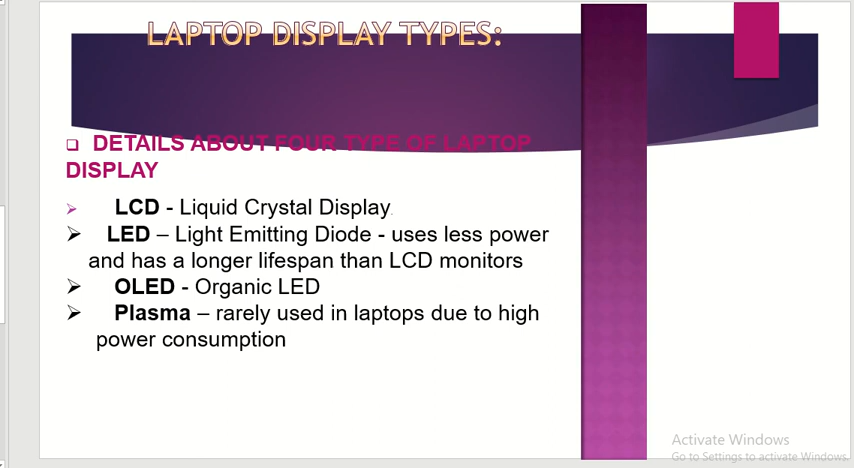 LAPTOP DISPLAY TYPES:
❑ DETAILS ABOUT FOUR TYPE OF LAPTOP
DISPLAY
➢ LCD - Liquid Crystal Display.
➢ LED – Light Emitting Diode - uses less power
and has a longer lifespan than LCD monitors
➢ OLED - Organic LED
➢ Plasma – rarely used in laptops due to high
power consumption
Activate Windows
Go to Settings to activate Windows.